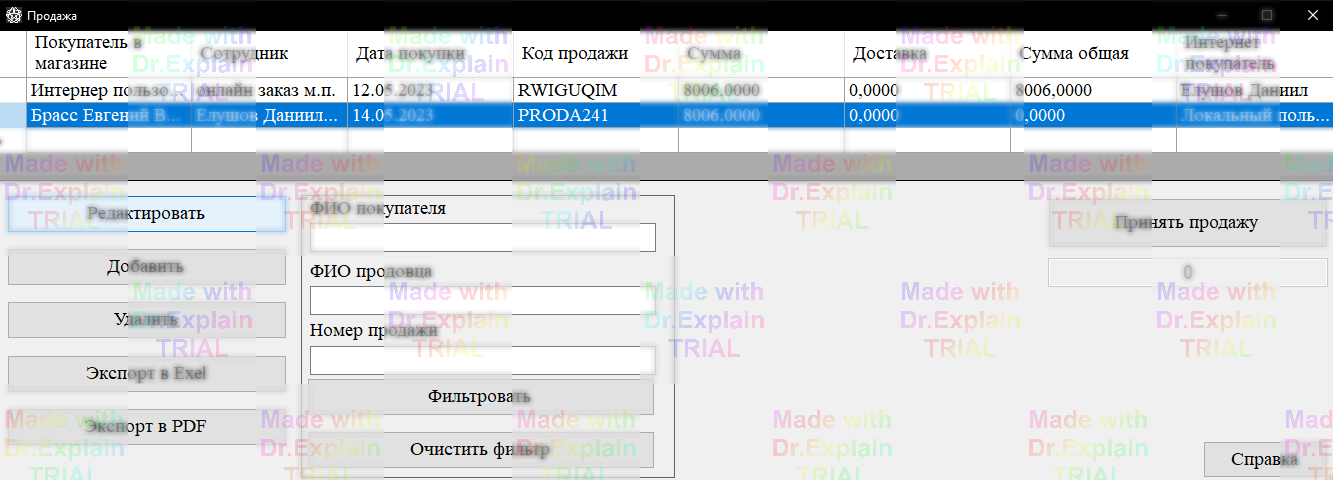 Продажа
Покупатель в магазине Сотрудник Дата покупки Код продажи Сумма Доставка Сумма общая Интернет покупатель
Интернер пользо... онлайн заказ м.п. 12.05.2023 RWIGUQIM 8006,0000 0,0000 8006,0000 Елушов Даниил
Брасс Евгений В... Елушов Даниил... 14.05.2023 PRODA241 8006,0000 0,0000 0,0000 Локальный поль...
Редактировать
Добавить
Удалить
Экспорт в Exel
Экспорт в PDF
ФИО покупателя
ФИО продовца
Номер продажи
Фильтровать
Очистить фильтр
Принять продажу
0
Справка
Made with
Dr.Explain
TRIAL